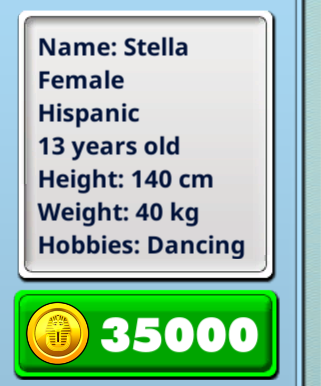 Name: Stella
Female
Hispanic
13 years old
Height: 140 cm
Weight: 40 kg
Hobbies: Dancing
35000